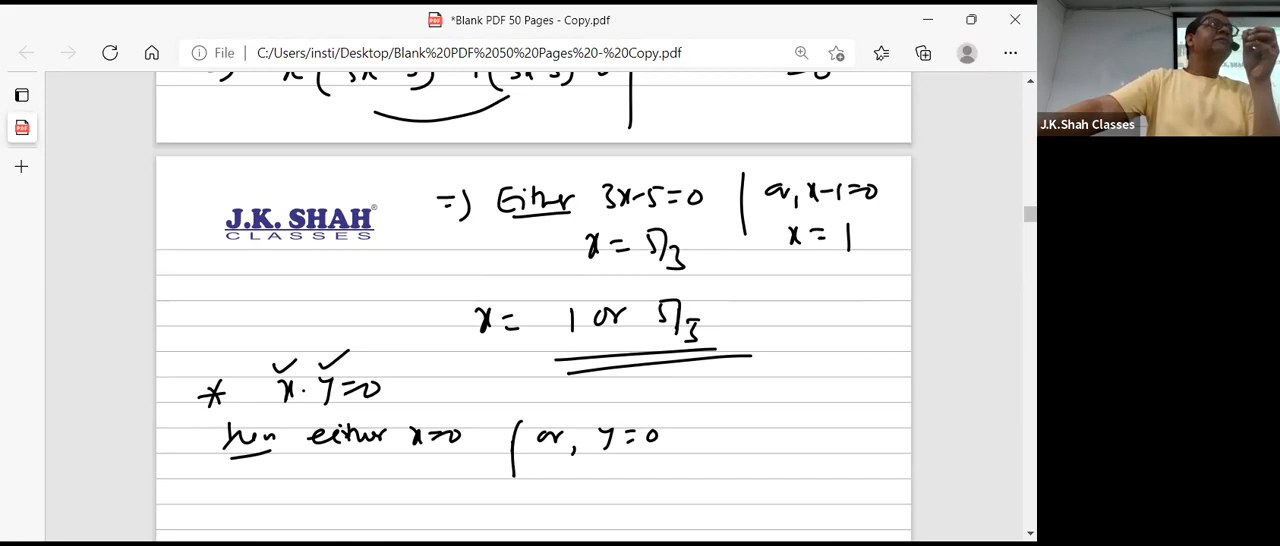 *Blank PDF 50 Pages - Copy.pdf
File | C:/Users/insti/Desktop/Blank%20PDF%2050%20Pages%20-%20Copy.pdf
J.K.Shah Classes
=) Either 3x-5=0 | or, x-1=0
x = 5/3 x = 1
J.K. SHAH®
CLASSES
x = 1 or 5/3
* x . y = 0
then either x=0 | or, y = 0